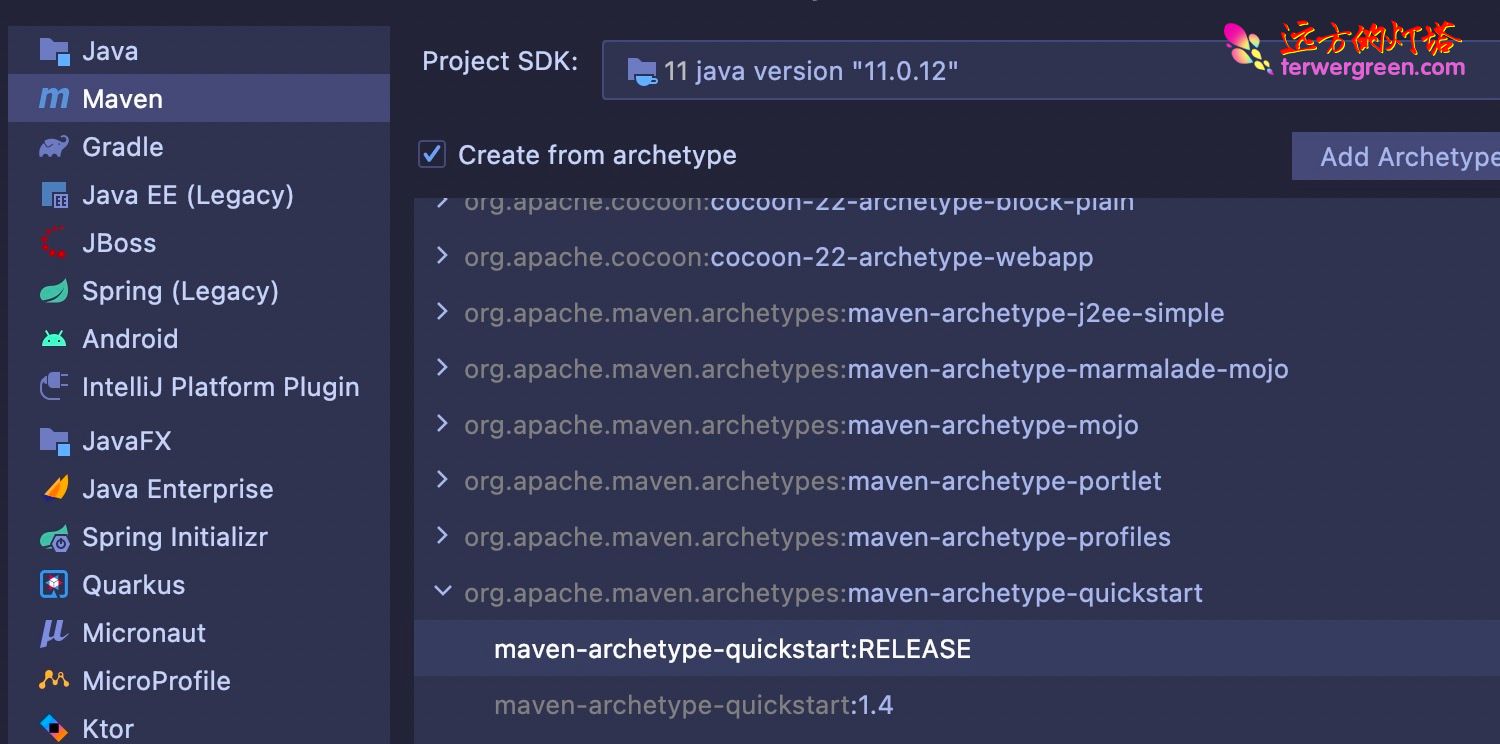 Java
Maven
Gradle
Java EE (Legacy)
JBoss
Spring (Legacy)
Android
IntelliJ Platform Plugin
JavaFX
Java Enterprise
Spring Initializr
Quarkus
Micronaut
MicroProfile
Ktor
Project SDK:
11 java version "11.0.12"
远方的灯塔
terwergreen.com
Create from archetype
Add Archetype
org.apache.cocoon:cocoon-22-archetype-block-plain
org.apache.cocoon:cocoon-22-archetype-webapp
org.apache.maven.archetypes:maven-archetype-j2ee-simple
org.apache.maven.archetypes:maven-archetype-marmalade-mojo
org.apache.maven.archetypes:maven-archetype-mojo
org.apache.maven.archetypes:maven-archetype-portlet
org.apache.maven.archetypes:maven-archetype-profiles
org.apache.maven.archetypes:maven-archetype-quickstart
maven-archetype-quickstart:RELEASE
maven-archetype-quickstart:1.4